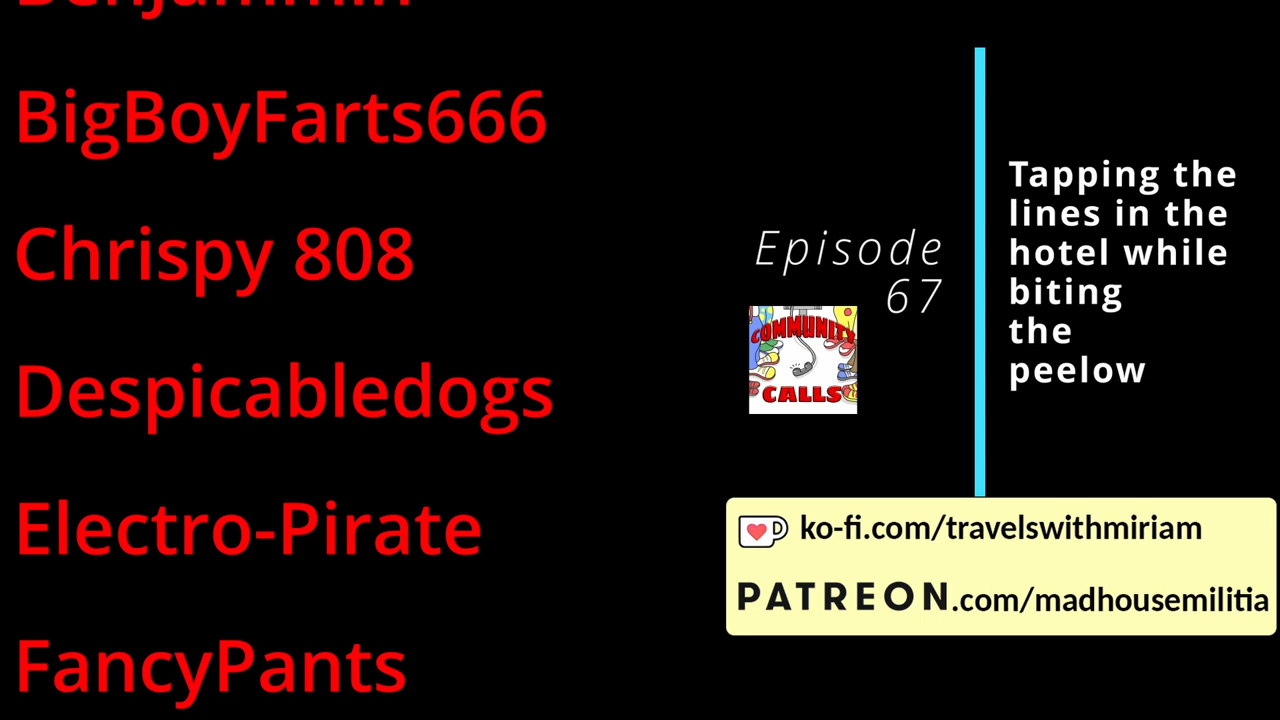 Benjammin
BigBoyFarts666
Chrispy 808
Despicabledogs
Electro-Pirate
FancyPants
Episode
67
COMMUNITY
CALLS
Tapping the
lines in the
hotel while
biting
the
peelow
ko-fi.com/travelswithmiriam
PATREON.com/madhousemilitia